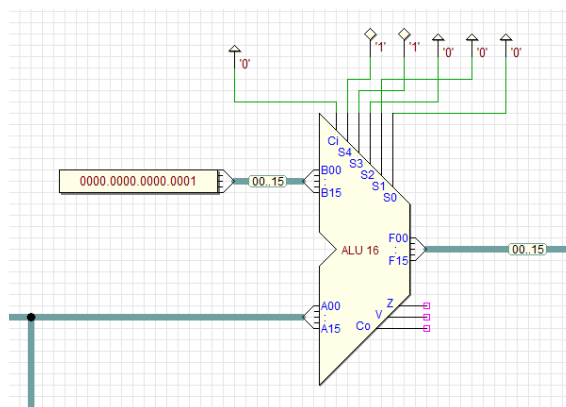 '1' '1'
'0' '0' '0' '0'
Ci
S4
S3
S2
S1
S0
0000.0000.0000.0001
00..15
B00
:
B15
ALU 16
F00
:
F15
00..15
A00
:
A15
Z
V
Co